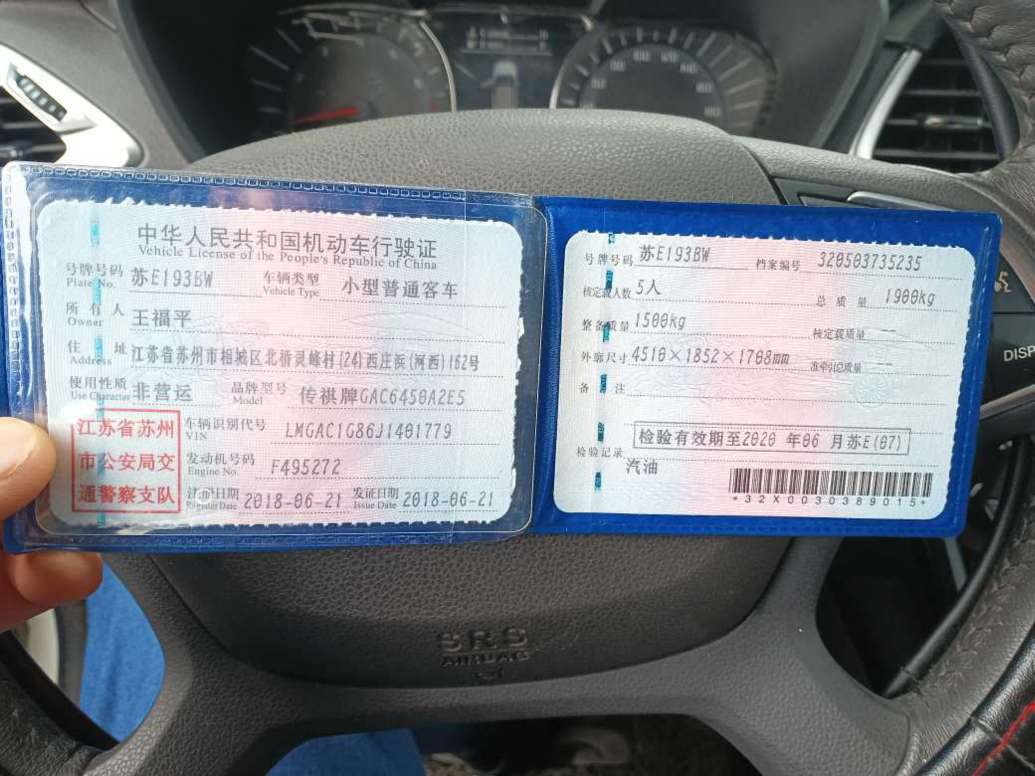 中华人民共和国机动车行驶证
Vehicle License of the People's Republic of China
号牌号码 苏E193BW 车辆类型 小型普通客车
Plate No. Vehicle Type
所有人 王福平
Owner
住址 江苏省苏州市相城区北桥灵峰村(24)西庄浜(河西)162号
Address
使用性质 非营运 品牌型号 传祺牌GAC6450A2E5
Use Character Model
江苏省苏州
市公安局交
通警察支队
车辆识别代号 LMGAC1G86J1401779
VIN
发动机号码 F495272
Engine No.
注册日期 2018-06-21 发证日期 2018-06-21
Register Date Issue Date
号牌号码 苏E193BW 档案编号 320503735235
核定载人数 5人 总质量 1900kg
整备质量 1500kg 核定载质量 --
外廓尺寸 4510×1852×1708mm 准牵引总质量 --
备注
检验有效期至2020 年06 月苏E(07)
检验记录
汽油
*32X0030389015*
SRS
AIRBAG
DISP